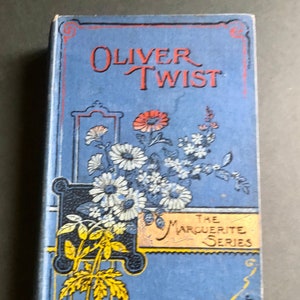 OLIVER
TWIST
THE
MARGUERITE
SERIES